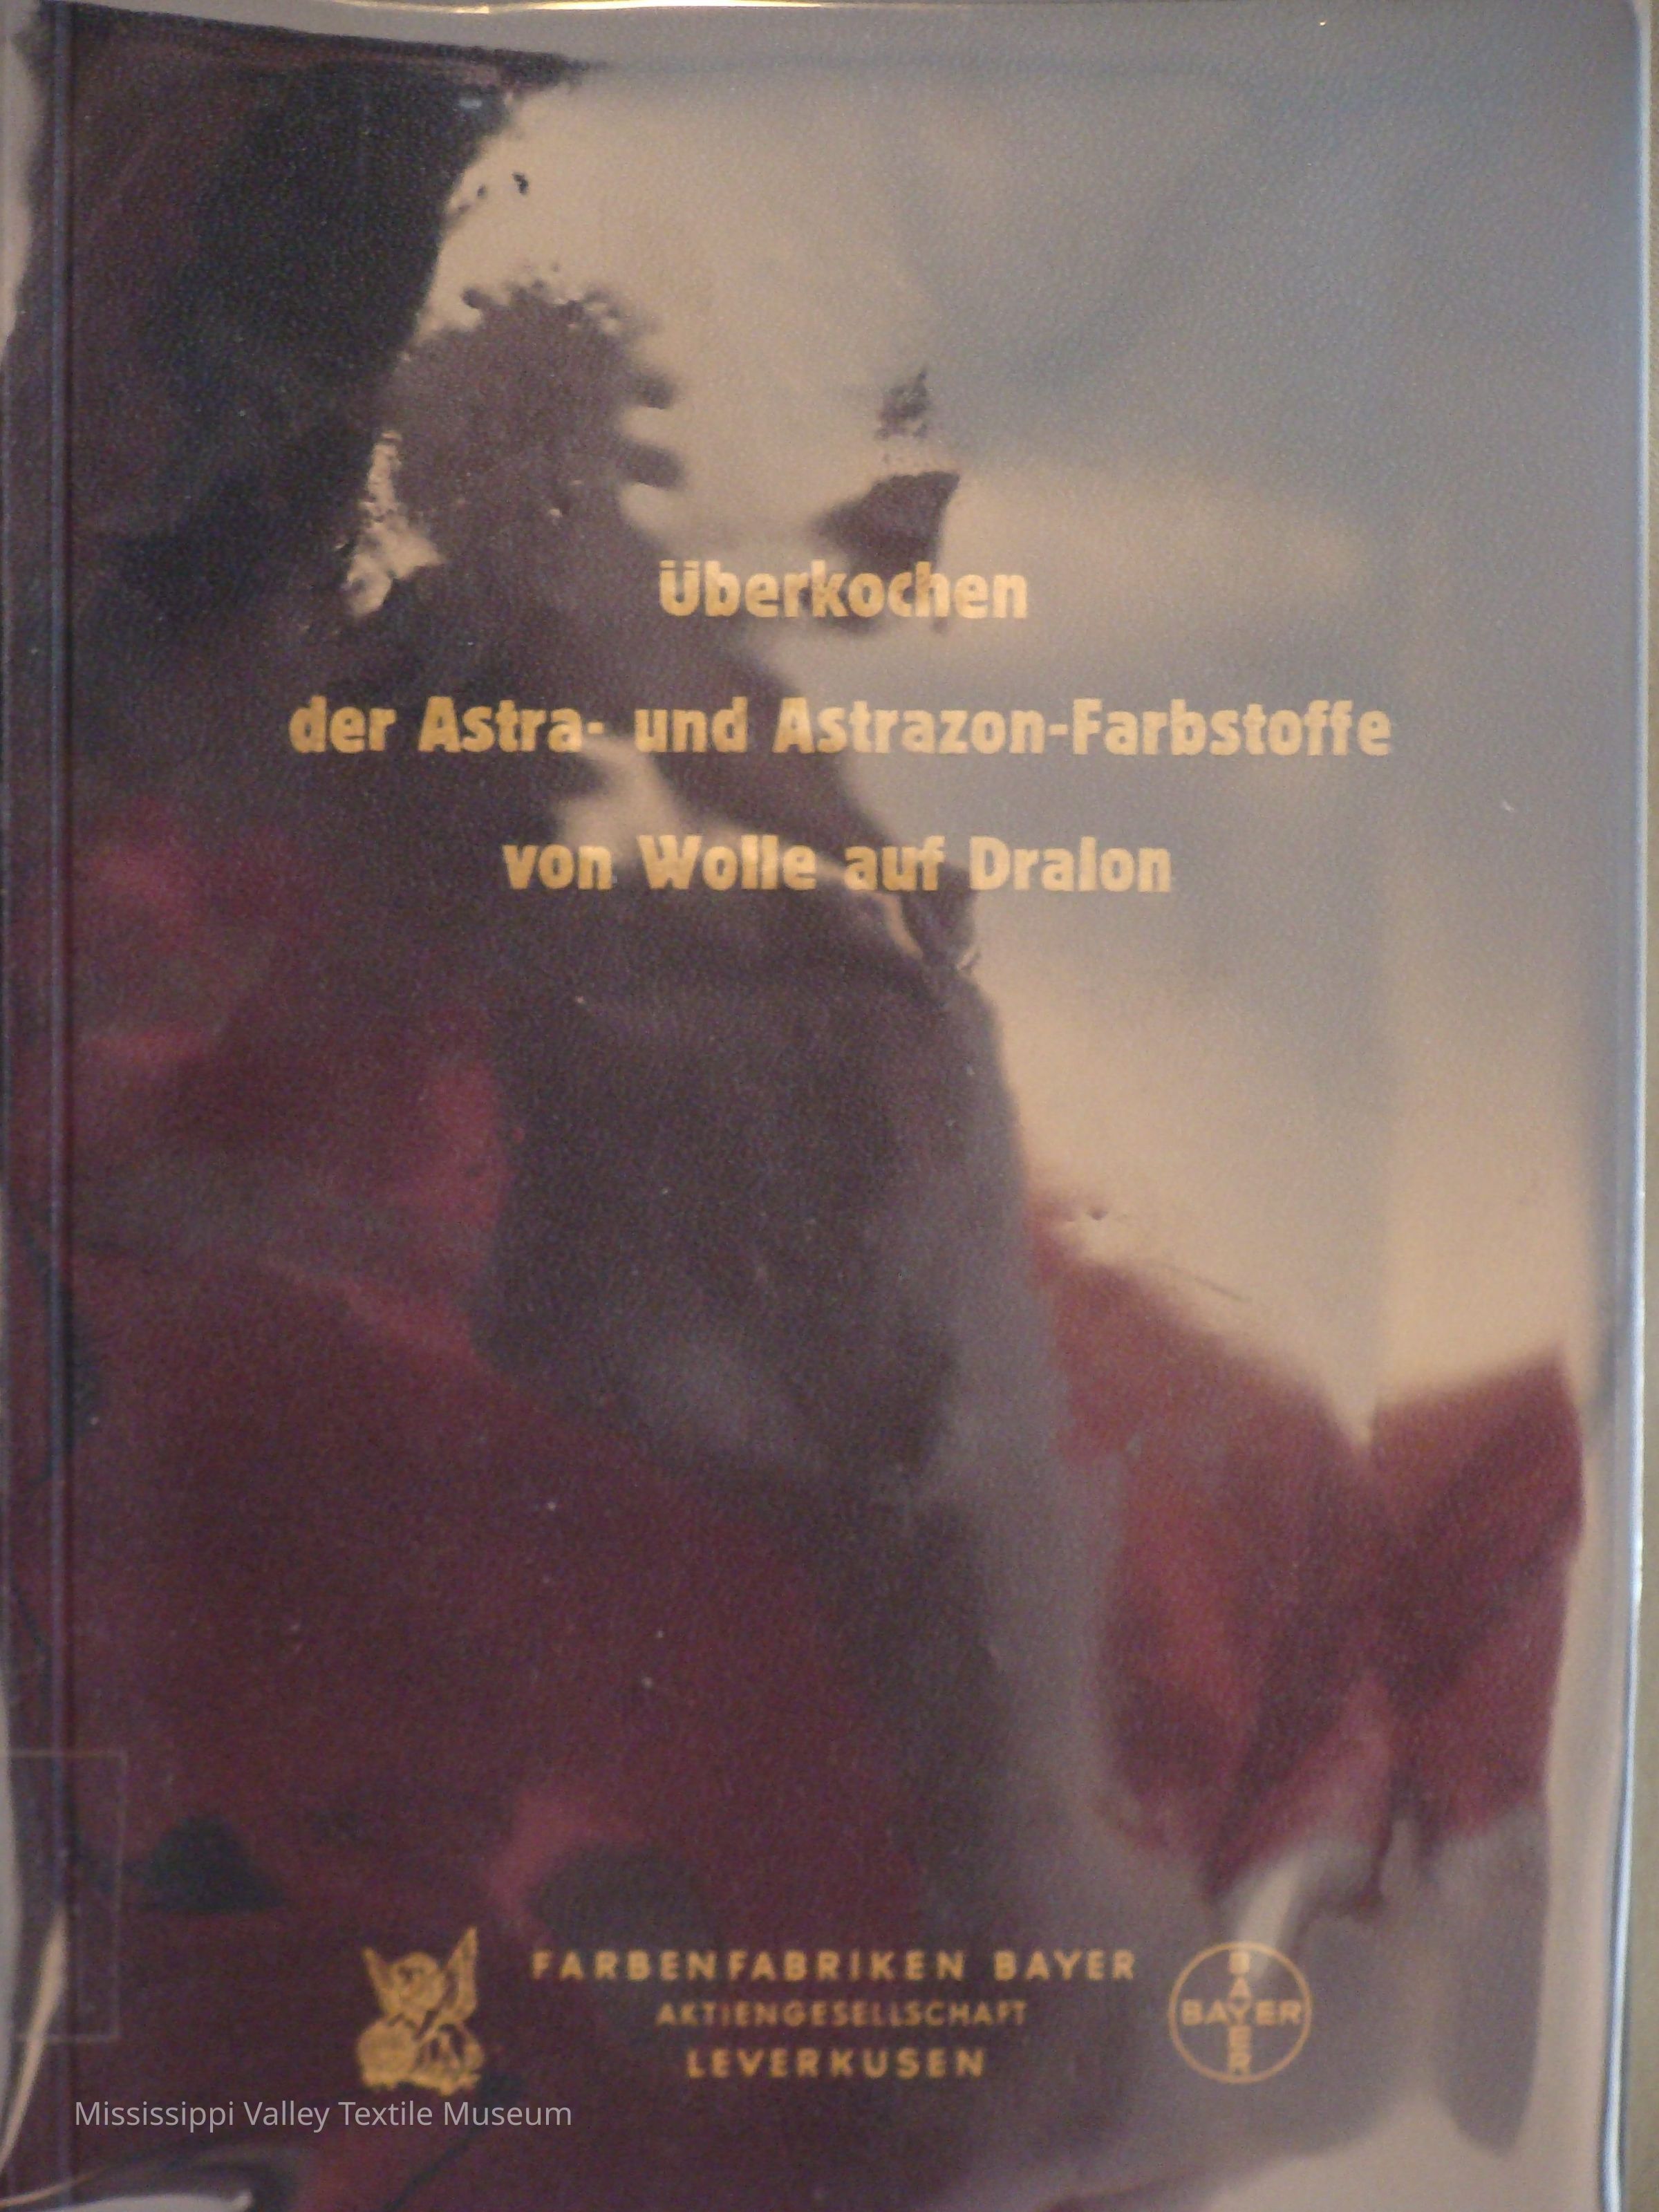 Überkochen
der Astra- und Astrazon-Farbstoffe
von Wolle auf Dralon
FARBENFABRIKEN BAYER
AKTIENGESELLSCHAFT
LEVERKUSEN
BAYER
BAYER
Mississippi Valley Textile Museum